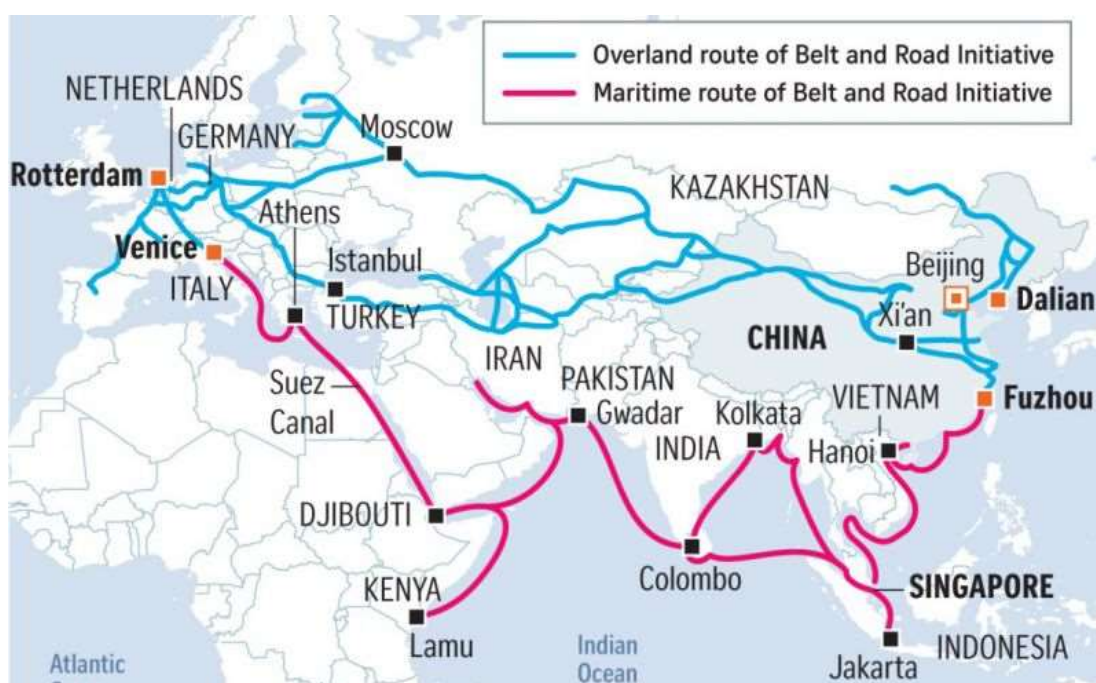 Overland route of Belt and Road Initiative
Maritime route of Belt and Road Initiative
NETHERLANDS
GERMANY
Moscow
Rotterdam
KAZAKHSTAN
Athens
Venice
Istanbul
Beijing
ITALY
TURKEY
Dalian
Xi'an
CHINA
IRAN
Suez
Canal
PAKISTAN
Gwadar
Kolkata
VIETNAM
Fuzhou
INDIA
Hanoi
DJIBOUTI
Colombo
KENYA
SINGAPORE
Lamu
INDONESIA
Jakarta
Atlantic
Indian
Ocean